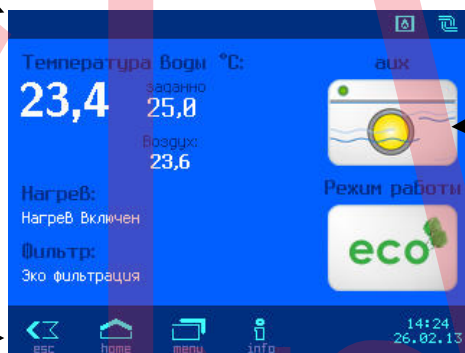 Температура Воды °C:
aux
23,4
заданно
25,0
Воздух:
23,6
Нагрев:
Нагрев Включен
Режим работы
eco
Фильтр:
Эко фильтрация
esc
home
menu
info
14:24
26.02.13